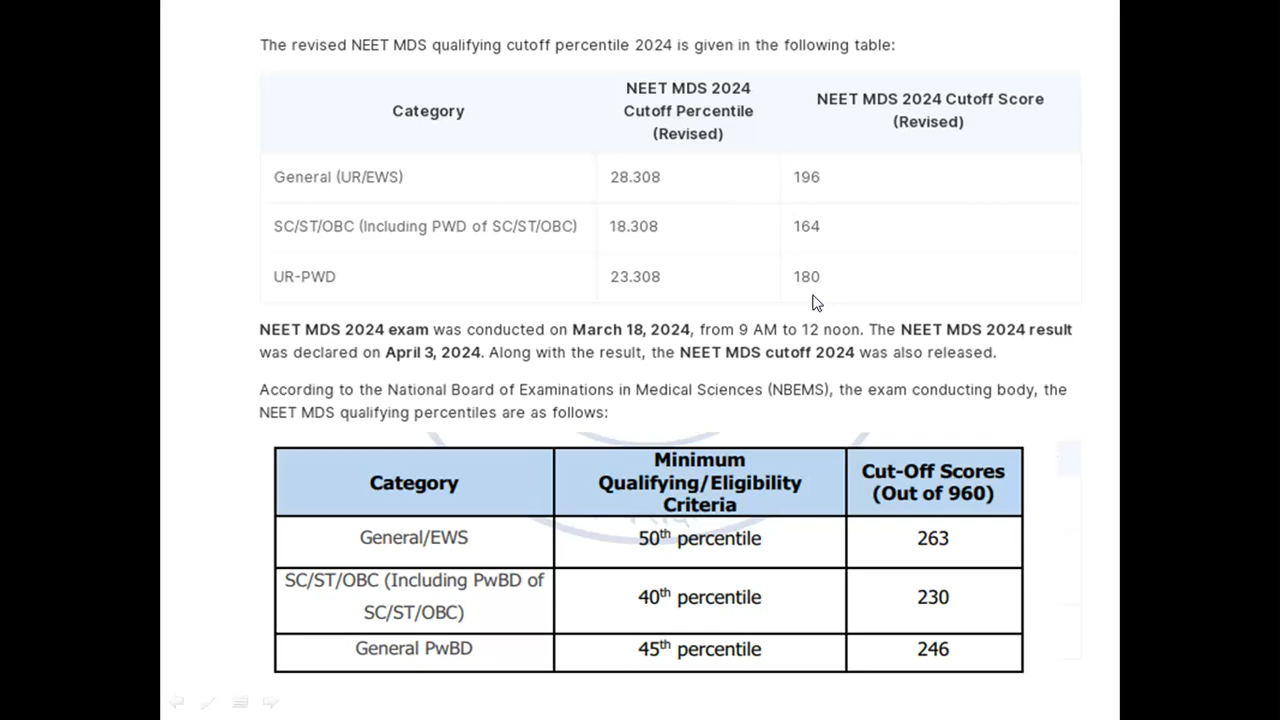 The revised NEET MDS qualifying cutoff percentile 2024 is given in the following table:
Category
NEET MDS 2024
Cutoff Percentile
(Revised)
NEET MDS 2024 Cutoff Score
(Revised)
General (UR/EWS) 28.308 196
SC/ST/OBC (Including PWD of SC/ST/OBC) 18.308 164
UR-PWD 23.308 180
NEET MDS 2024 exam was conducted on March 18, 2024, from 9 AM to 12 noon. The NEET MDS 2024 result
was declared on April 3, 2024. Along with the result, the NEET MDS cutoff 2024 was also released.
According to the National Board of Examinations in Medical Sciences (NBEMS), the exam conducting body, the
NEET MDS qualifying percentiles are as follows:
Category
Minimum
Qualifying/Eligibility
Criteria
Cut-Off Scores
(Out of 960)
General/EWS 50th percentile 263
SC/ST/OBC (Including PwBD of
SC/ST/OBC)
40th percentile 230
General PwBD 45th percentile 246